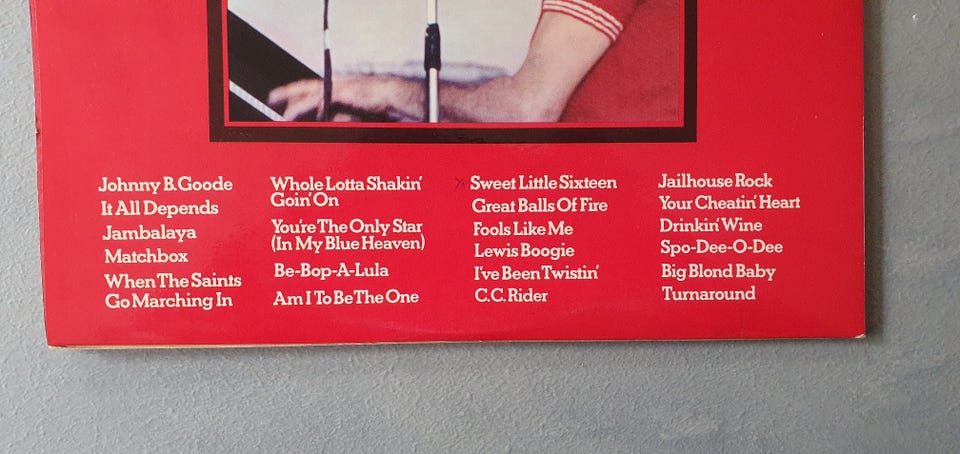 Johnny B.Goode
It All Depends
Jambalaya
Matchbox
When The Saints
Go Marching In
Whole Lotta Shakin'
Goin' On
You're The Only Star
(In My Blue Heaven)
Be-Bop-A-Lula
Am I To Be The One
Sweet Little Sixteen
Great Balls Of Fire
Fools Like Me
Lewis Boogie
I've Been Twistin'
C.C. Rider
Jailhouse Rock
Your Cheatin' Heart
Drinkin' Wine
Spo-Dee-O-Dee
Big Blond Baby
Turnaround